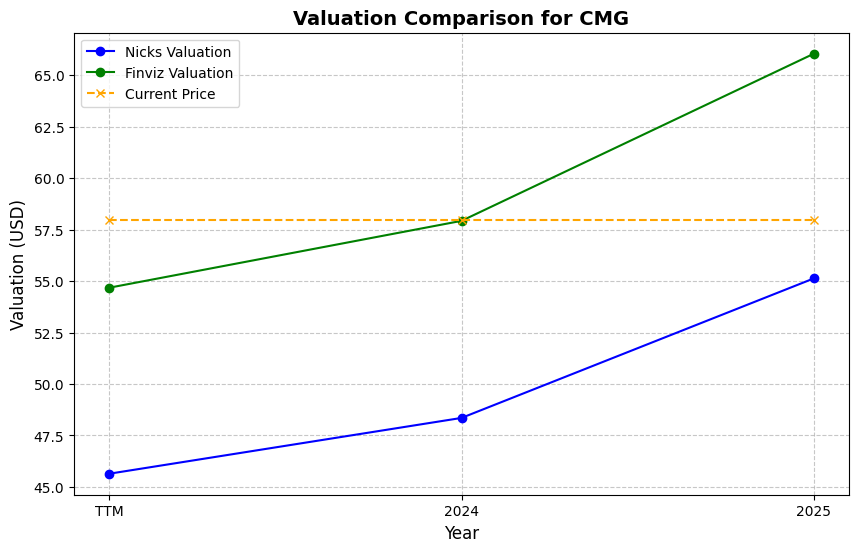 Valuation Comparison for CMG
Nicks Valuation
Finviz Valuation
Current Price
Valuation (USD)
65.0
62.5
60.0
57.5
55.0
52.5
50.0
47.5
45.0
TTM 2024 2025
Year